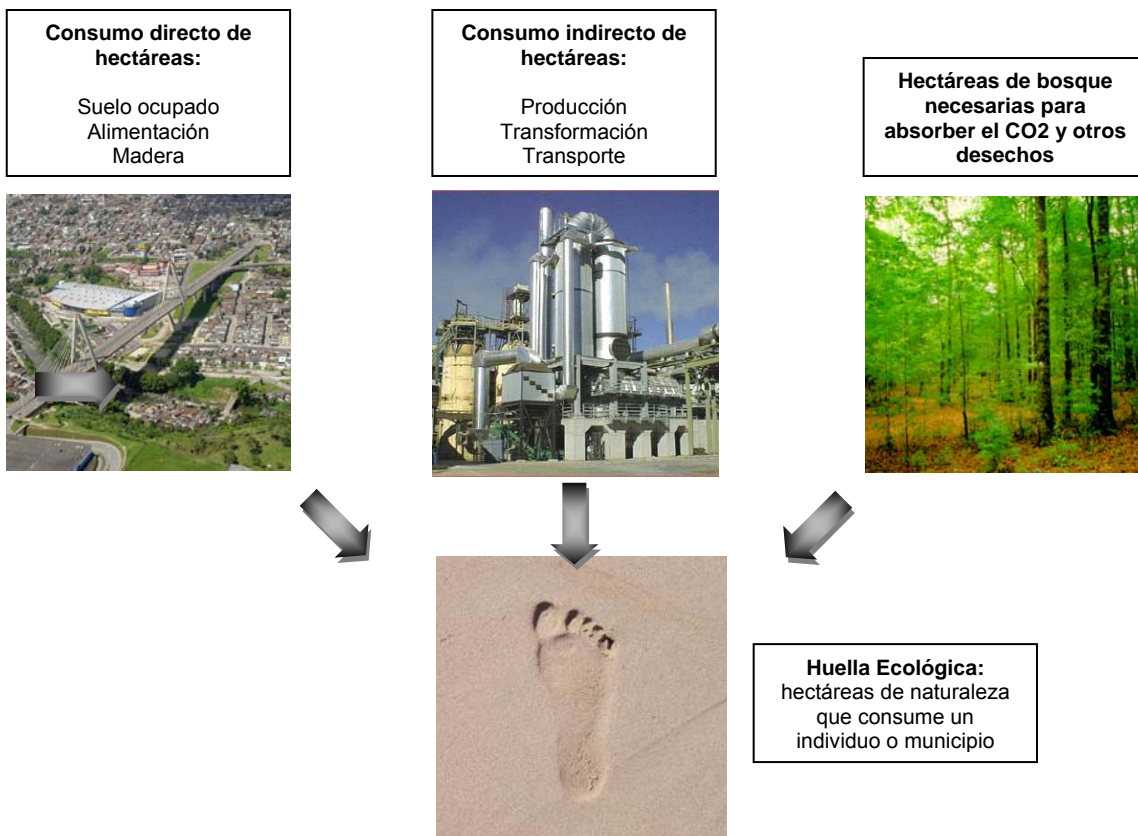 Consumo directo de
hectáreas:
Suelo ocupado
Alimentación
Madera
Consumo indirecto de
hectáreas:
Producción
Transformación
Transporte
Hectáreas de bosque
necesarias para
absorber el CO2 y otros
desechos
Huella Ecológica:
hectáreas de naturaleza
que consume un
individuo o municipio